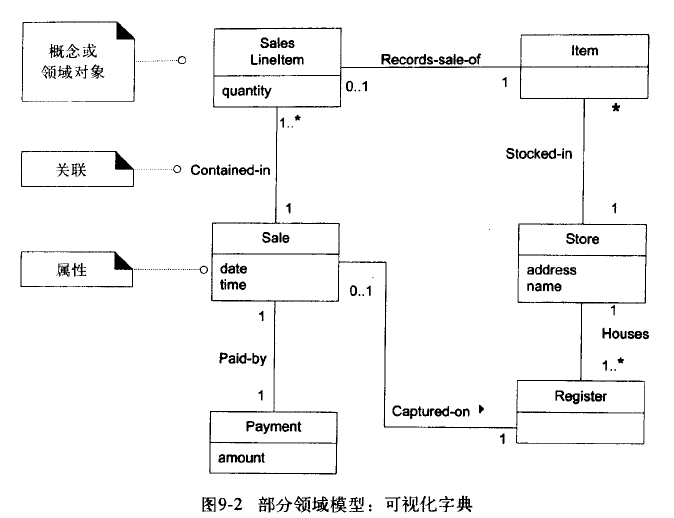 概念或
领域对象
Sales
LineItem
quantity
Records-sale-of
0..1
1
Item
1..*
*
关联
Contained-in
Stocked-in
1
1
属性
Sale
date
time
0..1
Store
address
name
1
1
Houses
Paid-by
1..*
1
Captured-on
Register
1
Payment
amount
图9-2 部分领域模型：可视化字典